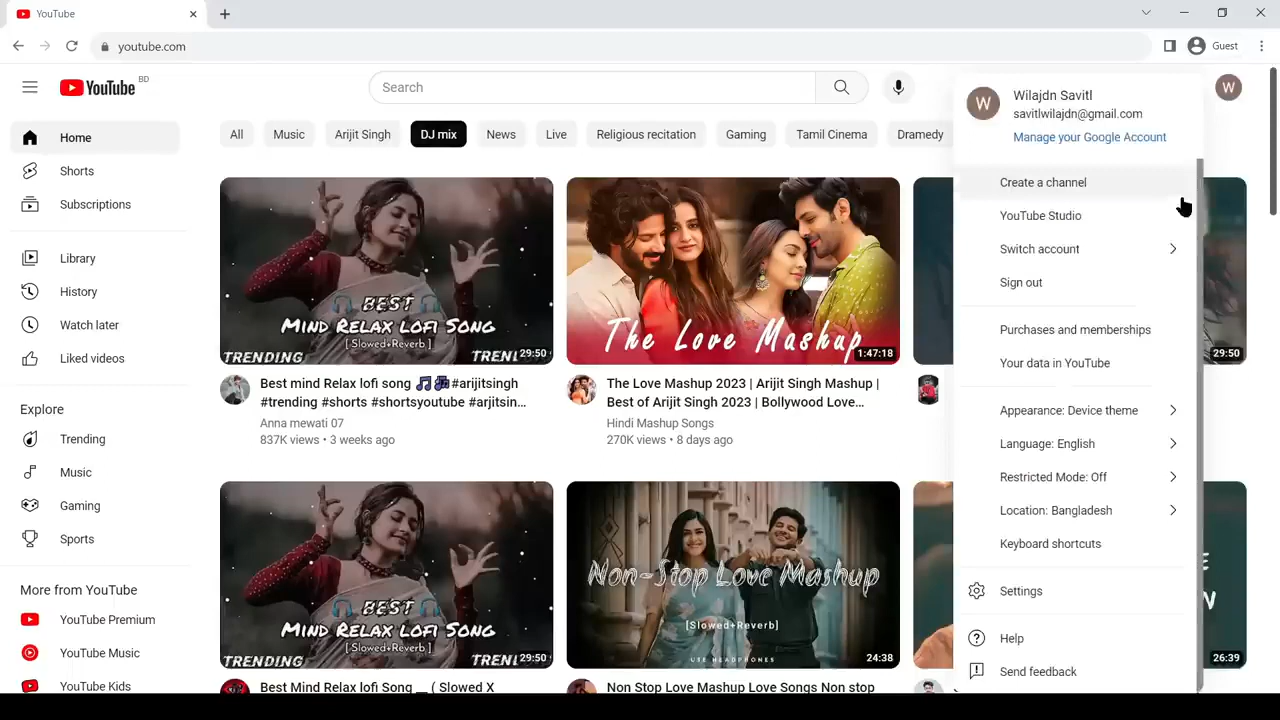 YouTube
youtube.com
Guest
YouTube BD
Search
W
Home
Shorts
Subscriptions
Library
History
Watch later
Liked videos
Explore
Trending
Music
Gaming
Sports
More from YouTube
YouTube Premium
YouTube Music
YouTube Kids
All
Music
Arijit Singh
DJ mix
News
Live
Religious recitation
Gaming
Tamil Cinema
Dramedy
BEST
MIND RELAX LOFI SONG
[ Slowed+Reverb ]
TRENDING
29:50
Best mind Relax lofi song 🎵🎶#arijitsingh
#trending #shorts #shortsyoutube #arjitsin...
Anna mewati 07
837K views • 3 weeks ago
The Love Mashup
1:47:18
The Love Mashup 2023 | Arijit Singh Mashup |
Best of Arijit Singh 2023 | Bollywood Love...
Hindi Mashup Songs
270K views • 8 days ago
29:50
BEST
MIND RELAX LOFI SONG
[ Slowed+Reverb ]
TRENDING
29:50
Best Mind Relax lofi Song __ ( Slowed X
Non-Stop Love Mashup
[Slowed+Reverb]
USE HEADPHONES
24:38
Non Stop Love Mashup Love Songs Non stop
26:39
W
Wilajdn Savitl
savitlwilajdn@gmail.com
Manage your Google Account
Create a channel
YouTube Studio
Switch account
Sign out
Purchases and memberships
Your data in YouTube
Appearance: Device theme
Language: English
Restricted Mode: Off
Location: Bangladesh
Keyboard shortcuts
Settings
Help
Send feedback